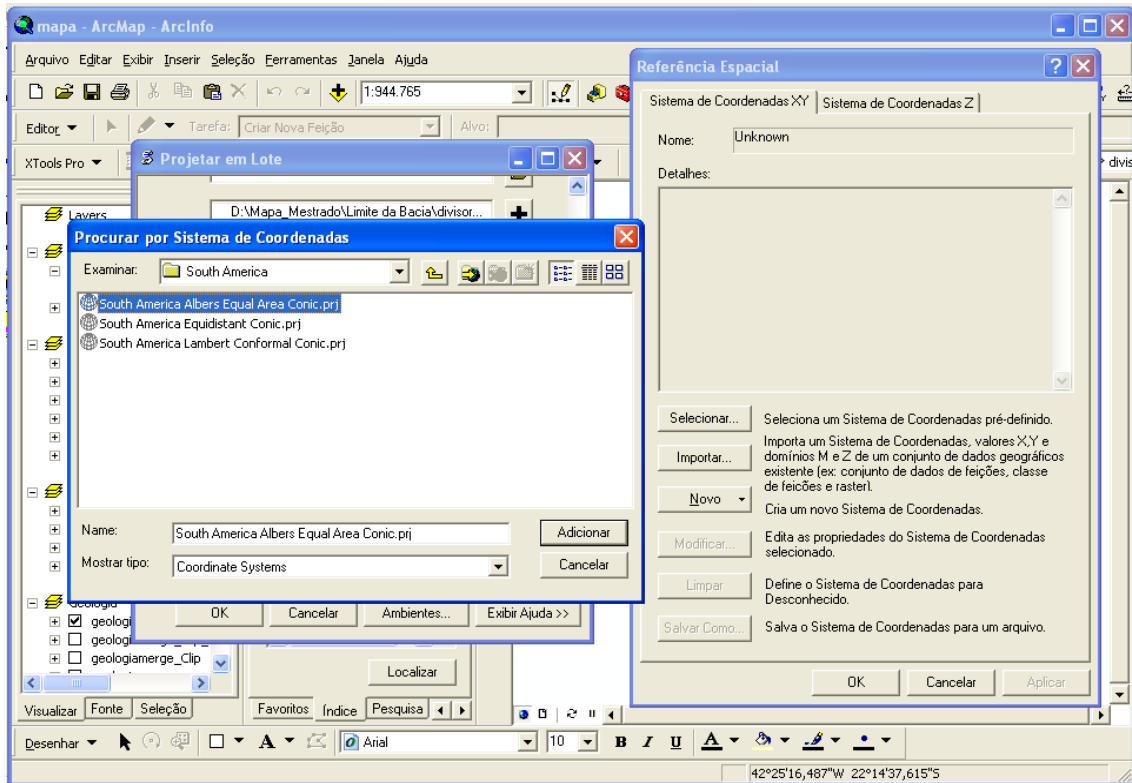 mapa - ArcMap - ArcInfo
Arquivo Editar Exibir Inserir Seleção Ferramentas Janela Ajuda
1:944.765
Editor Tarefa: Criar Nova Feição Alvo:
XTools Pro
divis
Layers
Geologia
geologi
geologi
geologiamerge_Clip
Visualizar Fonte Seleção
Localizar
Favoritos Índice Pesquisa
Desenhar A Arial 10 B I U A
42°25'16,487"W 22°14'37,615"S
Projetar em Lote
D:\Mapa_Mestrado\Limite da Bacia\divisor...
OK Cancelar Ambientes... Exibir Ajuda >>
Procurar por Sistema de Coordenadas
Examinar: South America
South America Albers Equal Area Conic.prj
South America Equidistant Conic.prj
South America Lambert Conformal Conic.prj
Name: South America Albers Equal Area Conic.prj Adicionar
Mostrar tipo: Coordinate Systems Cancelar
Referência Espacial
Sistema de Coordenadas XY Sistema de Coordenadas Z
Nome: Unknown
Detalhes:
Selecionar... Seleciona um Sistema de Coordenadas pré-definido.
Importar... Importa um Sistema de Coordenadas, valores X,Y e
domínios M e Z de um conjunto de dados geográficos
existente (ex: conjunto de dados de feições, classe
de feicões e raster).
Novo Cria um novo Sistema de Coordenadas.
Modificar... Edita as propriedades do Sistema de Coordenadas
selecionado.
Limpar Define o Sistema de Coordenadas para
Desconhecido.
Salvar Como... Salva o Sistema de Coordenadas para um arquivo.
OK Cancelar Aplicar